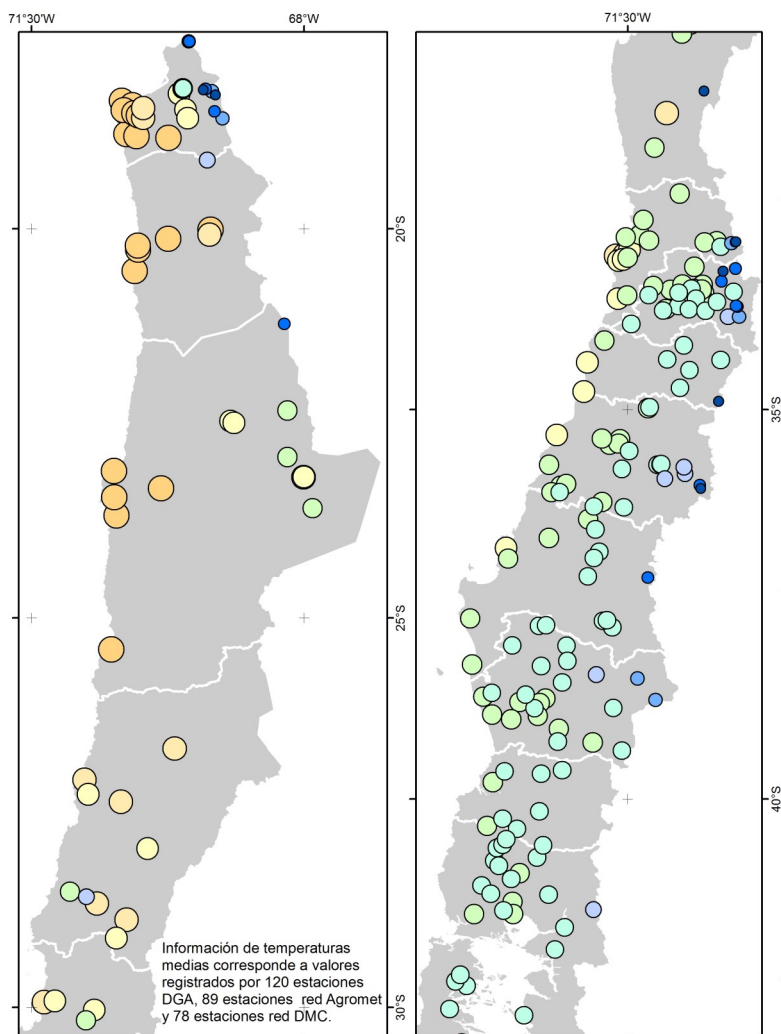 71°30'W
68°W
71°30'W
20°S
35°S
25°S
40°S
Información de temperaturas
medias corresponde a valores
registrados por 120 estaciones
DGA, 89 estaciones red Agromet
y 78 estaciones red DMC.
30°S